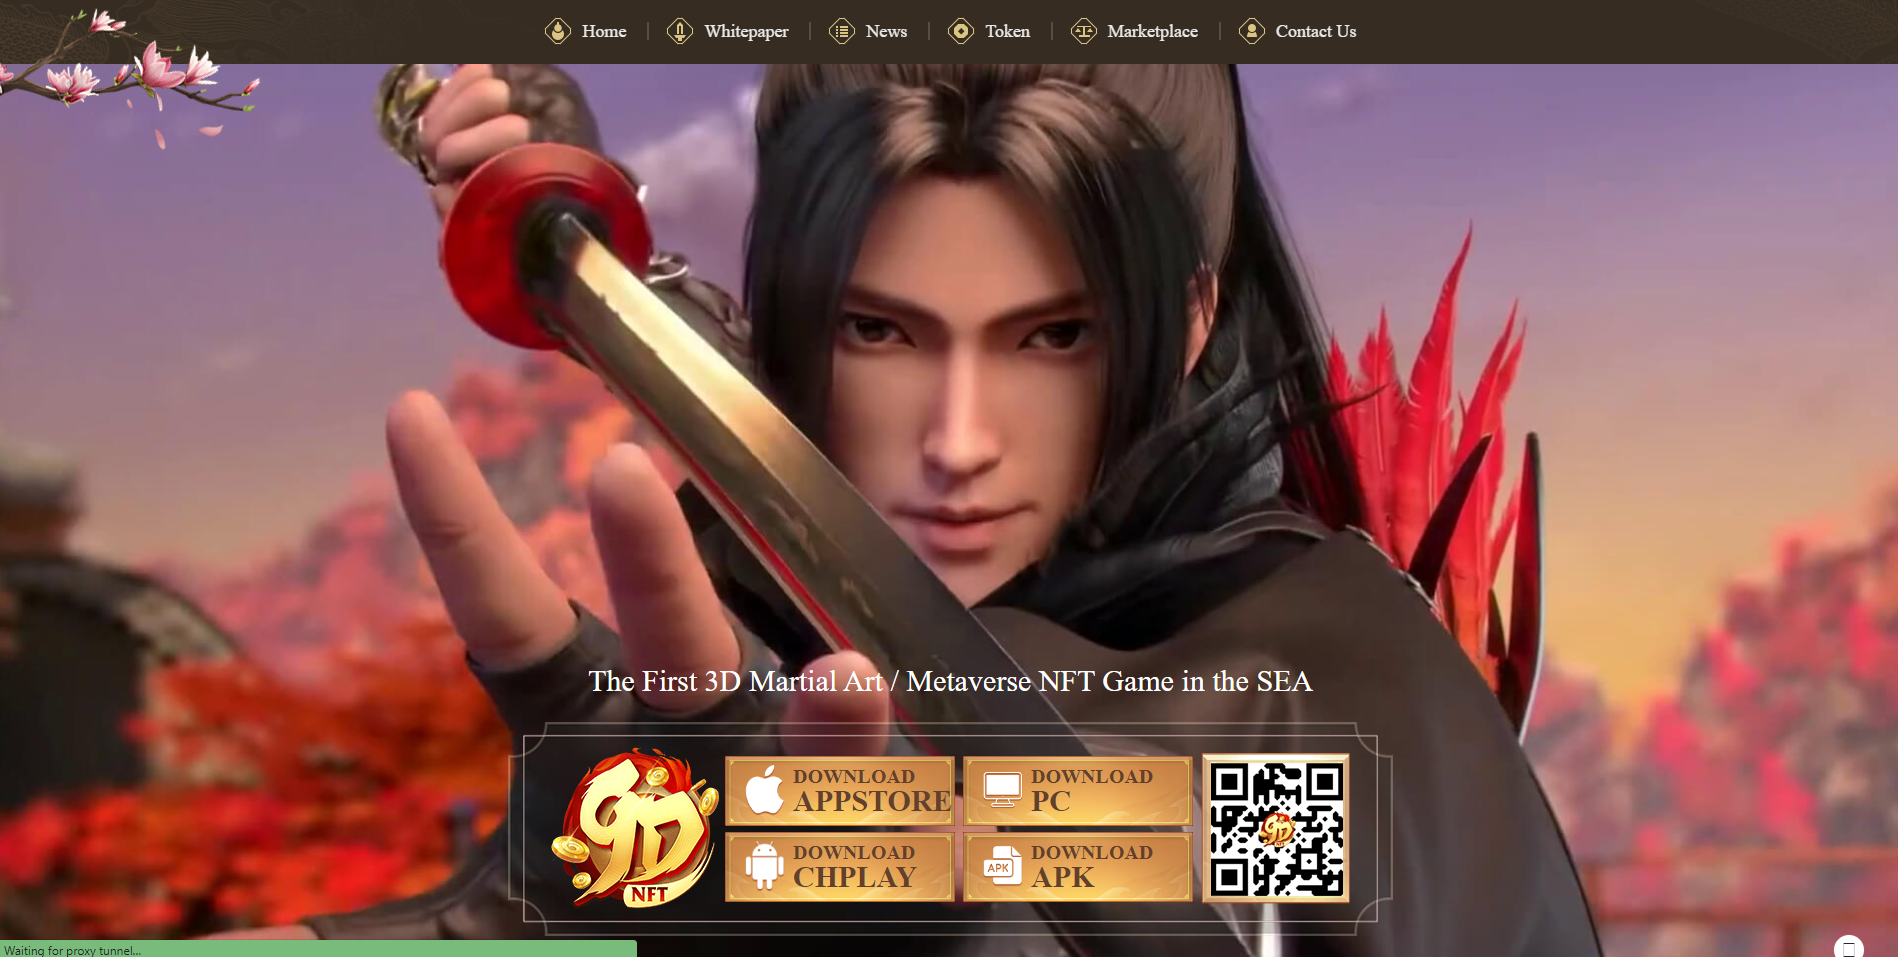 Home
Whitepaper
News
Token
Marketplace
Contact Us
The First 3D Martial Art / Metaverse NFT Game in the SEA
9D
NFT
DOWNLOAD
APPSTORE
DOWNLOAD
PC
DOWNLOAD
CHPLAY
APK
DOWNLOAD
APK
9D
Waiting for proxy tunnel...